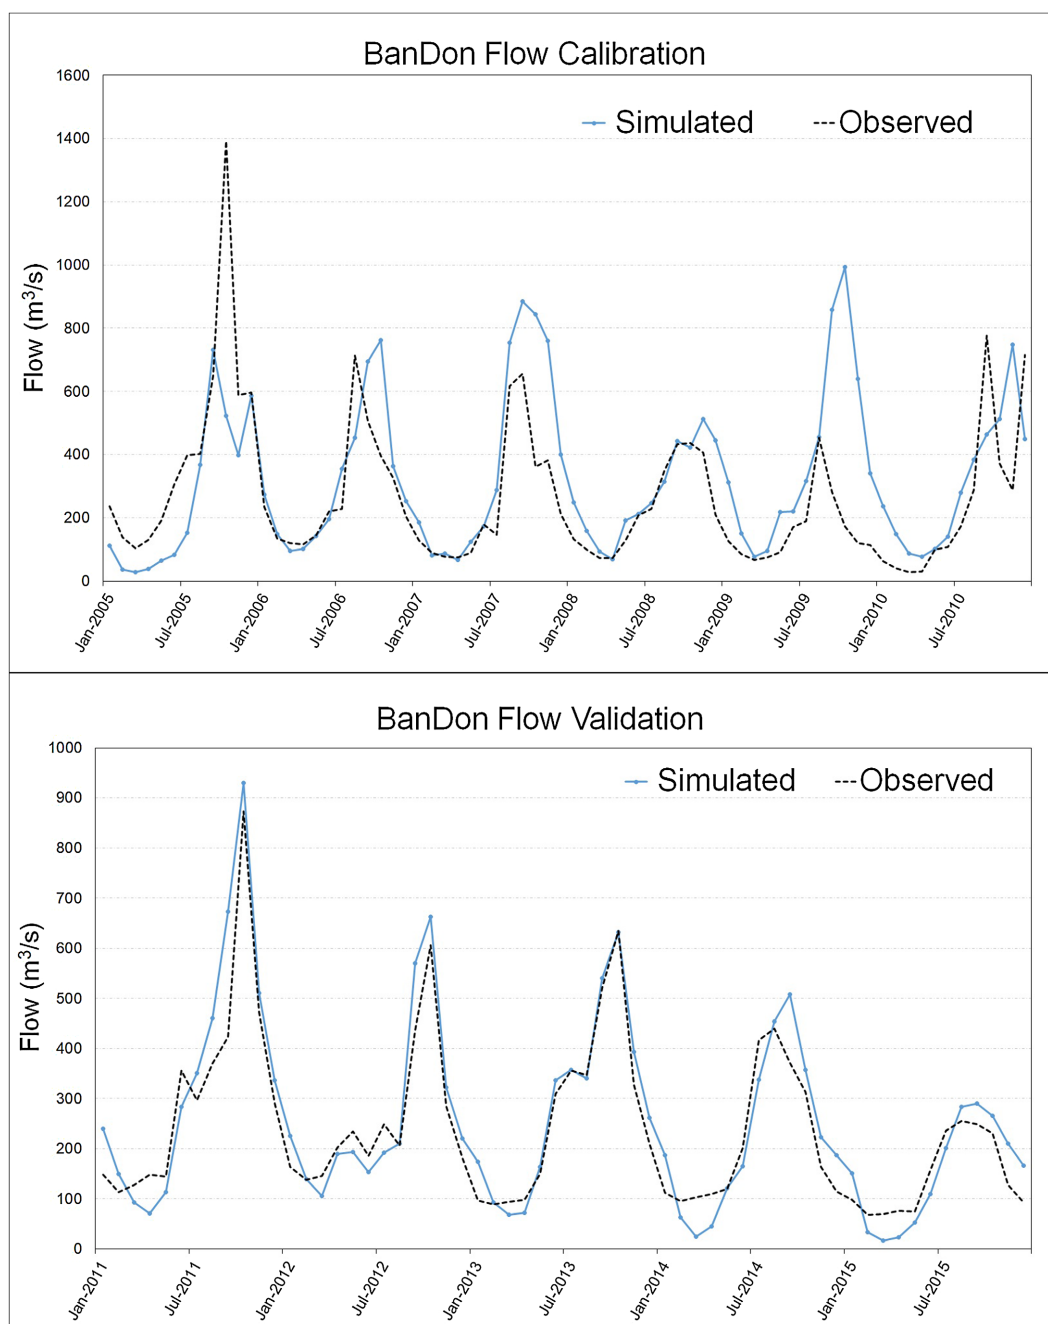 BanDon Flow Calibration
1600
1400
1200
1000
800
600
400
200
0
Flow (m³/s)
Simulated
Observed
Jan-2005
Jul-2005
Jan-2006
Jul-2006
Jan-2007
Jul-2007
Jan-2008
Jul-2008
Jan-2009
Jul-2009
Jan-2010
Jul-2010
BanDon Flow Validation
1000
900
800
700
600
500
400
300
200
100
0
Flow (m³/s)
Simulated
Observed
Jan-2011
Jul-2011
Jan-2012
Jul-2012
Jan-2013
Jul-2013
Jan-2014
Jul-2014
Jan-2015
Jul-2015